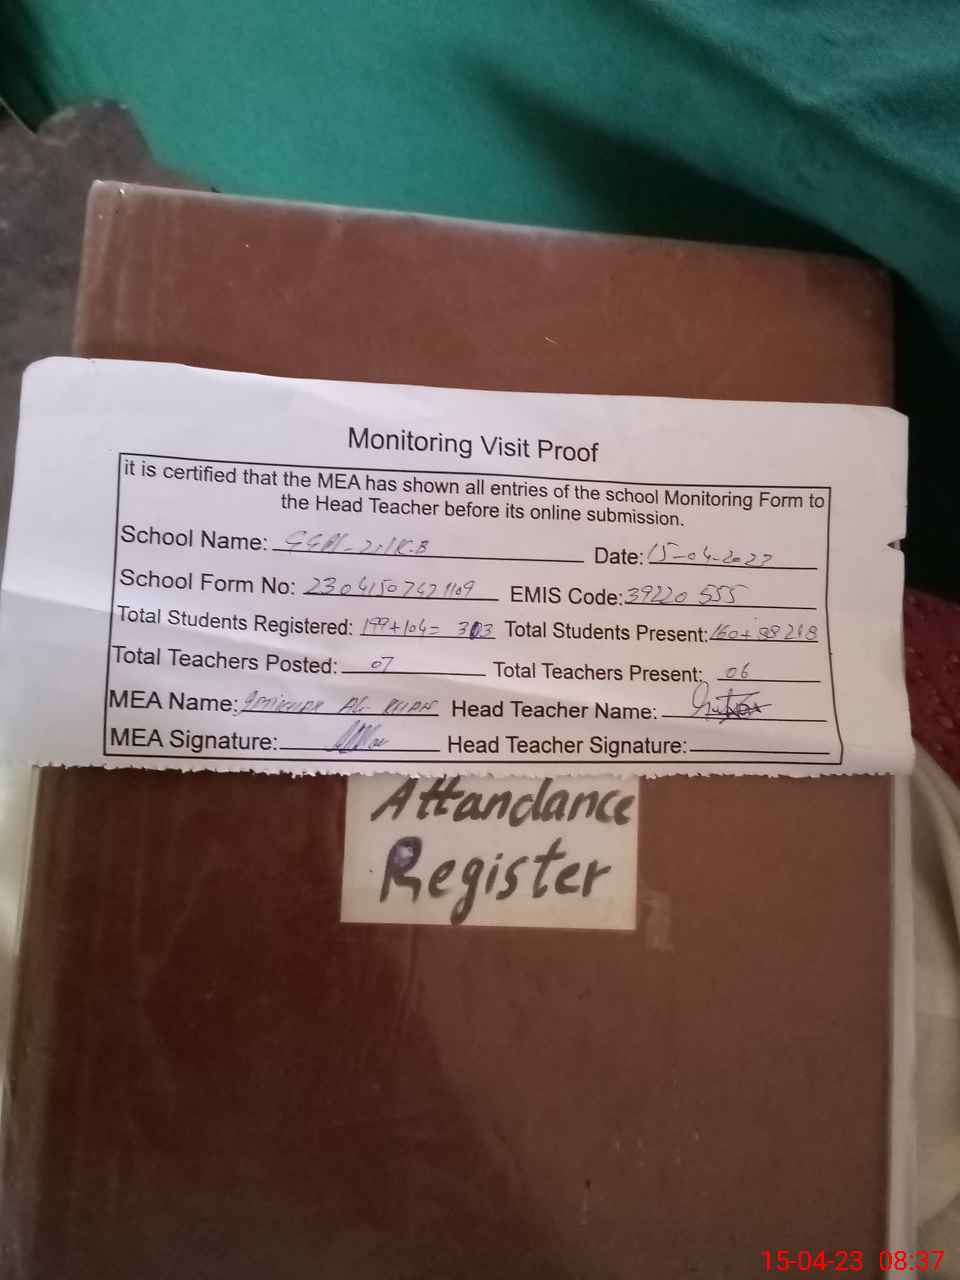 Monitoring Visit Proof
it is certified that the MEA has shown all entries of the school Monitoring Form to
the Head Teacher before its online submission.
School Name: Date: 15-04-2023
School Form No: EMIS Code: 39220 555
Total Students Registered: 199+104= 303 Total Students Present:
Total Teachers Posted: 07 Total Teachers Present: 06
MEA Name: Head Teacher Name:
MEA Signature: Head Teacher Signature:
Attandance
Register
15-04-23 08:37